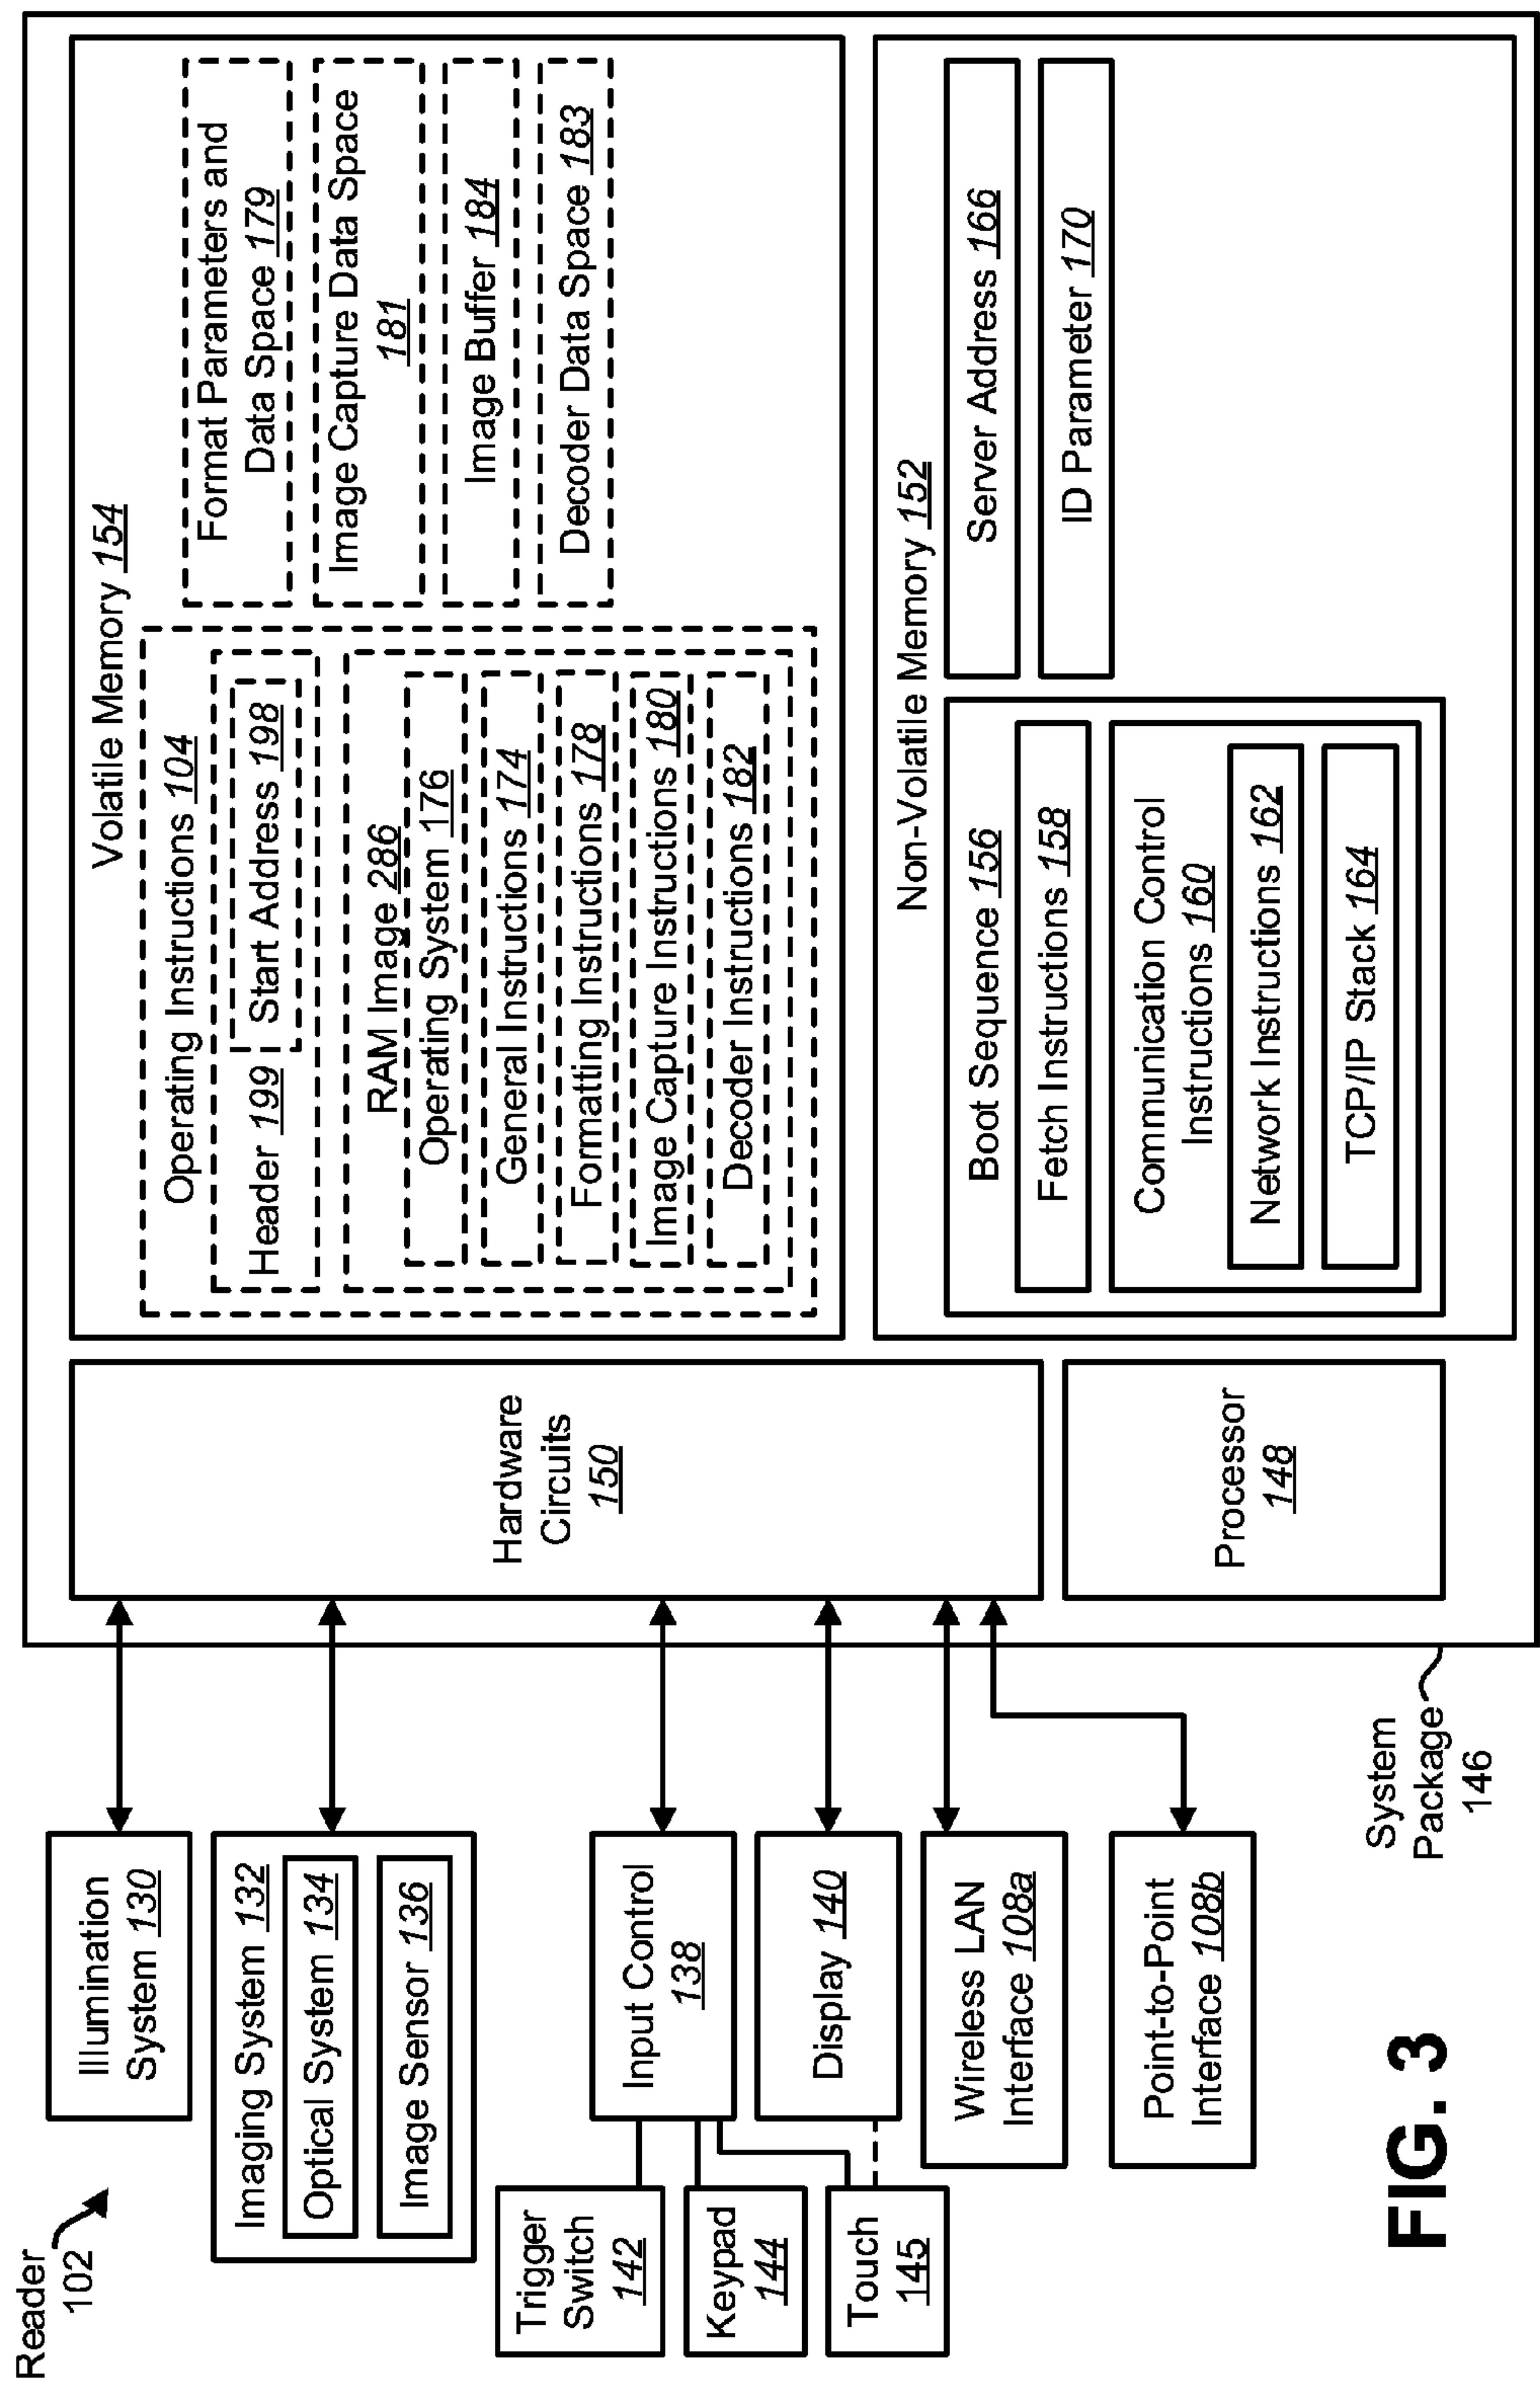 Reader
102
Illumination
System 130
Imaging System 132
Optical System 134
Image Sensor 136
Trigger
Switch
142
Keypad
144
Touch
145
Input Control
138
Display 140
Wireless LAN
Interface 108a
Point-to-Point
Interface 108b
System
Package
146
Hardware
Circuits
150
Processor
148
Volatile Memory 154
Operating Instructions 104
Header 199
Start Address 198
RAM Image 286
Operating System 176
General Instructions 174
Formatting Instructions 178
Image Capture Instructions 180
Decoder Instructions 182
Format Parameters and
Data Space 179
Image Capture Data Space
181
Image Buffer 184
Decoder Data Space 183
Non-Volatile Memory 152
Boot Sequence 156
Fetch Instructions 158
Communication Control
Instructions 160
Network Instructions 162
TCP/IP Stack 164
Server Address 166
ID Parameter 170
FIG. 3